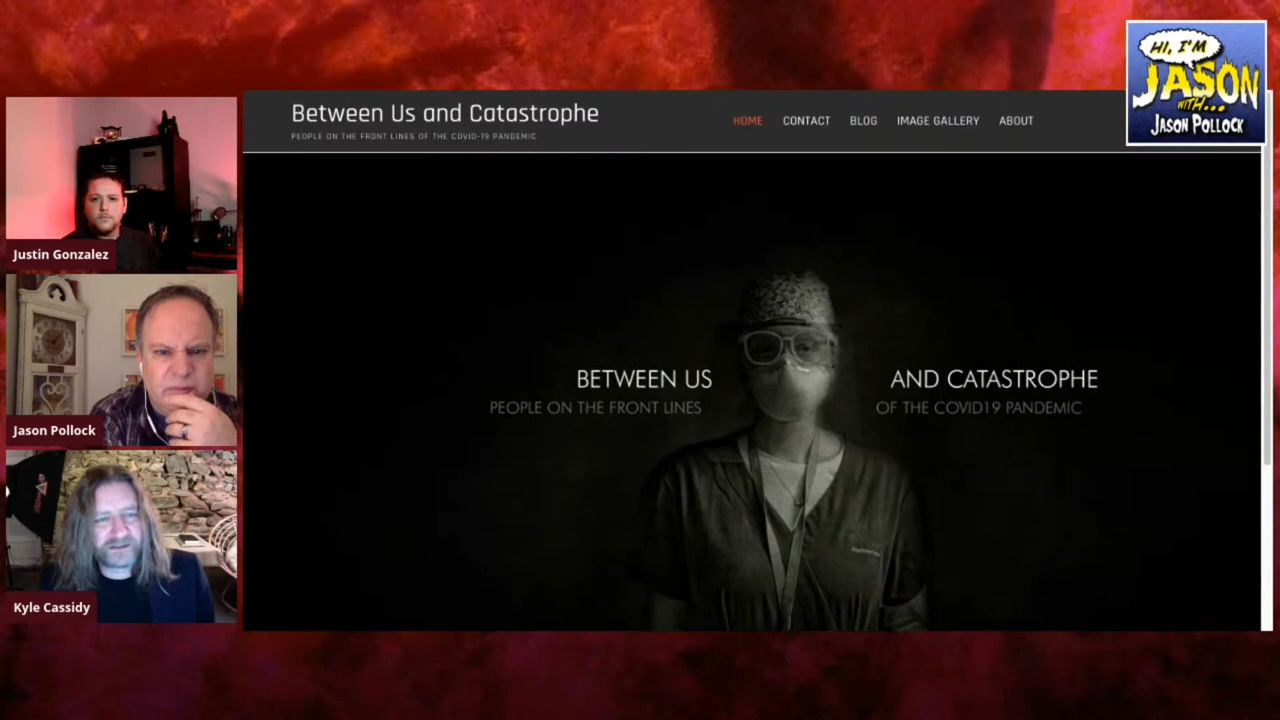 HI, I'M
JASON
WITH...
JASON POLLOCK
Between Us and Catastrophe
PEOPLE ON THE FRONT LINES OF THE COVID-19 PANDEMIC
HOME CONTACT BLOG IMAGE GALLERY ABOUT
Justin Gonzalez
Jason Pollock
Kyle Cassidy
BETWEEN US AND CATASTROPHE
PEOPLE ON THE FRONT LINES OF THE COVID19 PANDEMIC